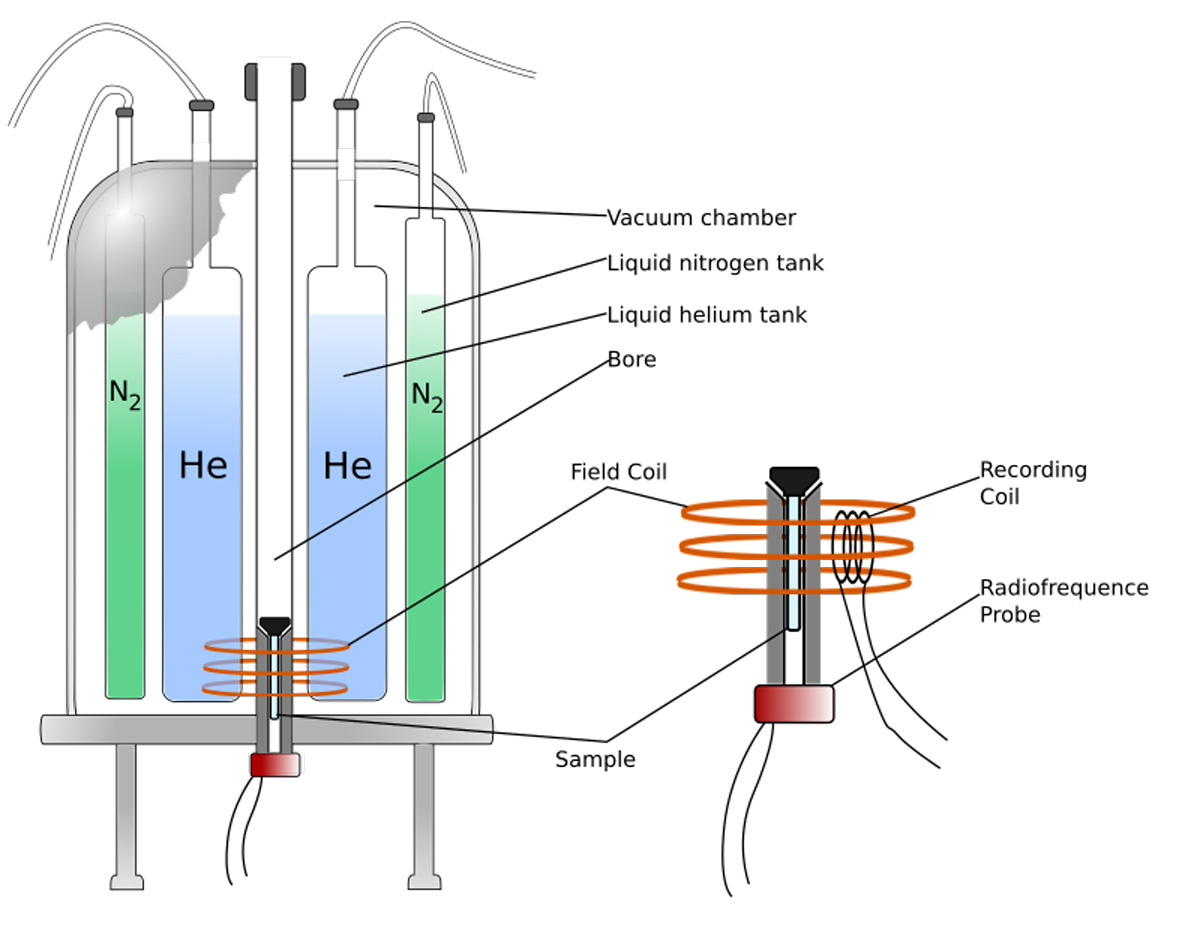 Vacuum chamber
Liquid nitrogen tank
Liquid helium tank
Bore
N2
N2
He
He
Field Coil
Recording
Coil
Radiofrequence
Probe
Sample